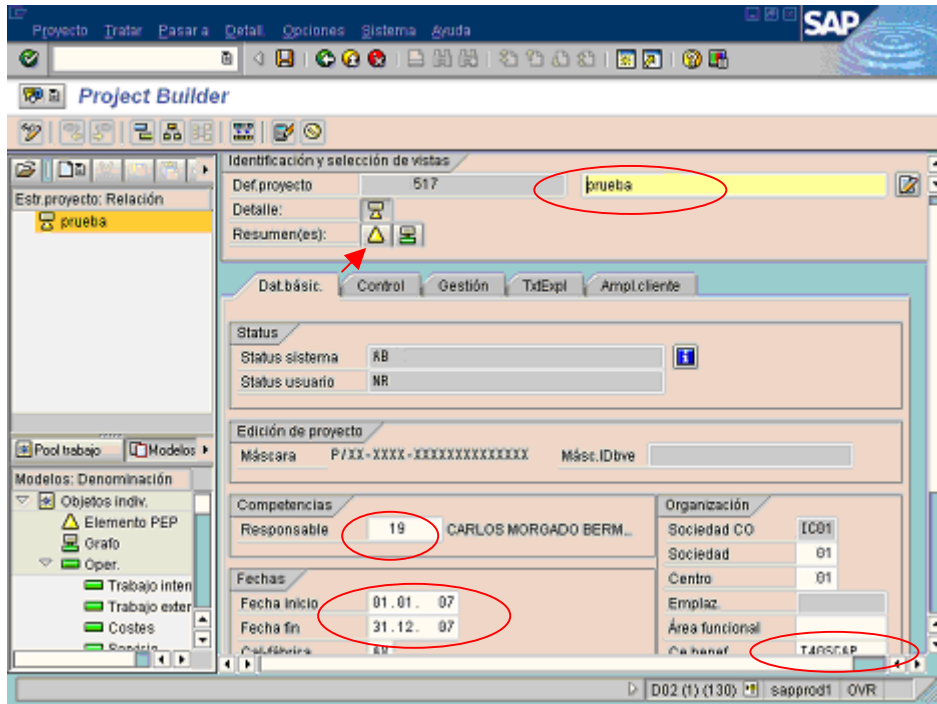 Proyecto Tratar Pasar a Detall. Opciones Sistema Ayuda
SAP
Project Builder
Identificación y selección de vistas
Def.proyecto 517 prueba
Estr.proyecto: Relación
Detalle:
prueba
Resumen(es):
Dat.básic. Control Gestión TxtExpl Ampl.cliente
Status
Status sistema AB
Status usuario NR
Edición de proyecto
Pool trabajo Modelos
Máscara P/XX-XXXX-XXXXXXXXXXXXXX Másc.IDbve
Modelos: Denominación
Objetos indiv.
Competencias Organización
Elemento PEP
Responsable 19 CARLOS MORGADO BERM... Sociedad CO IC01
Grafo
Sociedad 01
Oper.
Fechas Centro 01
Trabajo inten
Fecha Inicio 01.01. 07 Emplaz.
Trabajo exter
Costes
Fecha fin 31.12. 07 Área funcional
Cal.fábrica Ce.benef.
D02 (1) (130) sapprod1 OVR